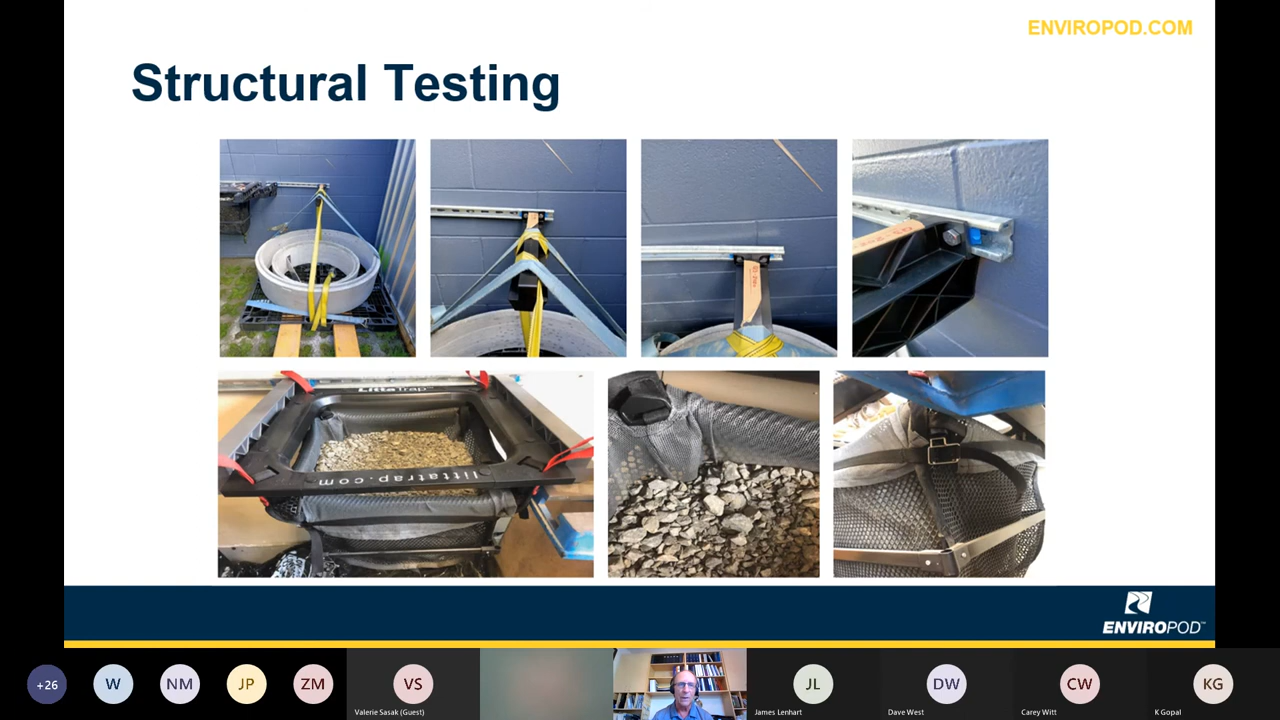 ENVIROPOD.COM
Structural Testing
LittaTrap
littatrap.com
ENVIROPOD™
+26
W
NM
JP
ZM
VS
Valerie Sasak (Guest)
JL
James Lenhart
DW
Dave West
CW
Carey Witt
KG
K Gopal